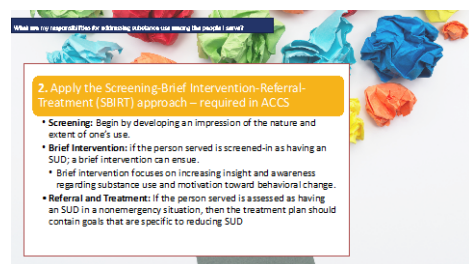 What are my responsibilities for addressing substance use among the people I serve?
2. Apply the Screening-Brief Intervention-Referral-
Treatment (SBIRT) approach – required in ACCS
• Screening: Begin by developing an impression of the nature and
extent of one's use.
• Brief Intervention: if the person served is screened-in as having an
SUD; a brief intervention can ensue.
• Brief intervention focuses on increasing insight and awareness
regarding substance use and motivation toward behavioral change.
• Referral and Treatment: If the person served is assessed as having
an SUD in a nonemergency situation, then the treatment plan should
contain goals that are specific to reducing SUD